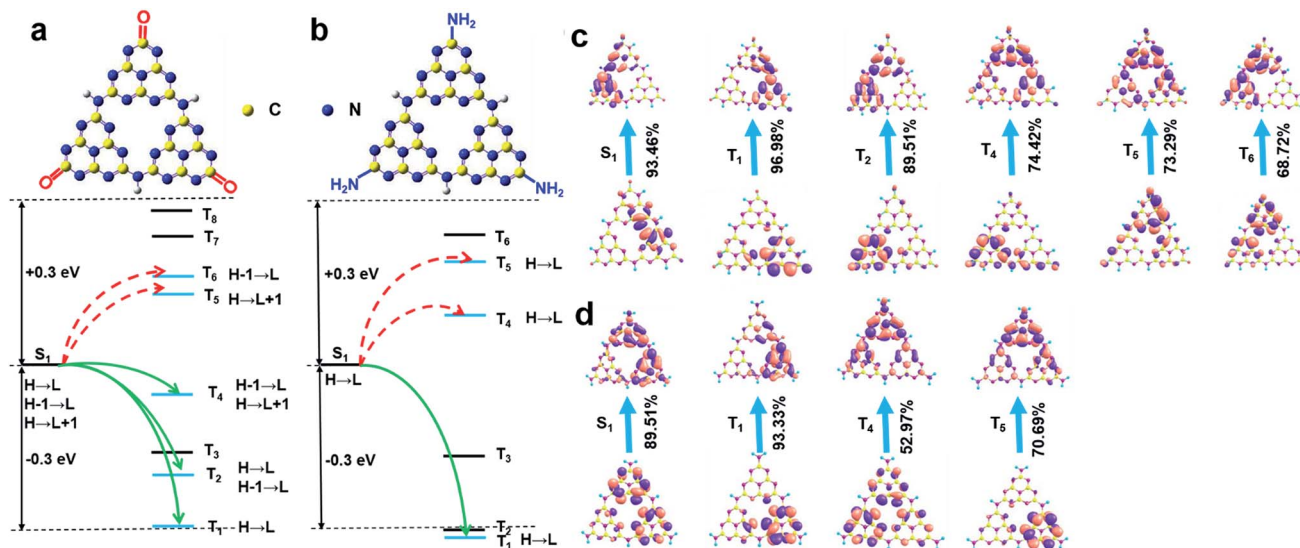 a
O
O
O
C
N
+0.3 eV
T8
T7
T6 H-1→L
T5 H→L+1
S1
H→L
H-1→L
H→L+1
T4 H-1→L
H→L+1
-0.3 eV
T3
T2 H→L
H-1→L
T1 H→L
b
NH2
H2N
NH2
+0.3 eV
T6
T5 H→L
T4 H→L
S1
H→L
-0.3 eV
T3
T2
T1 H→L
c
S1 93.46%
T1 96.98%
T2 89.51%
T4 74.42%
T5 73.29%
T6 68.72%
d
S1 89.51%
T1 93.33%
T4 52.97%
T5 70.69%